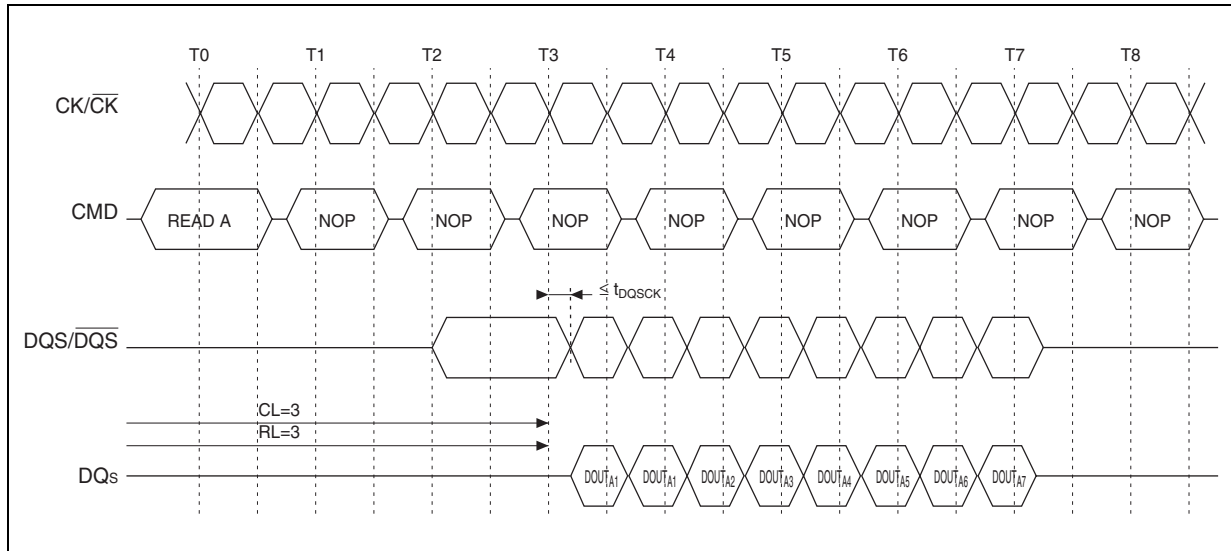 T0 T1 T2 T3 T4 T5 T6 T7 T8
CK/CK
CMD READ A NOP NOP NOP NOP NOP NOP NOP NOP
≤ tDQSCK
DQS/DQS
CL=3
RL=3
DQs DOUTA1 DOUTA1 DOUTA2 DOUTA3 DOUTA4 DOUTA5 DOUTA6 DOUTA7